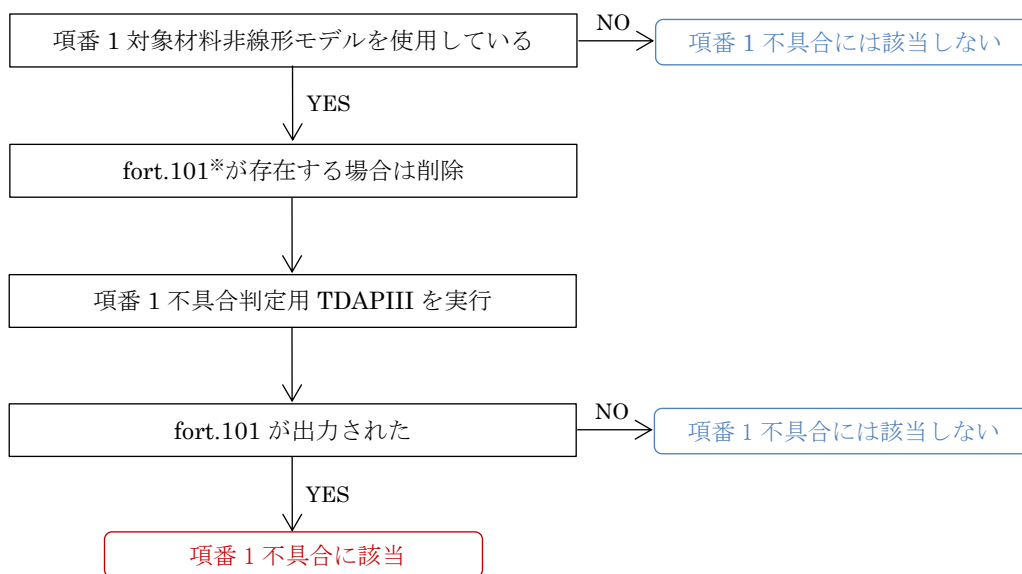 項番 1 対象材料非線形モデルを使用している
NO
項番 1 不具合には該当しない
YES
fort.101※が存在する場合は削除
項番 1 不具合判定用 TDAPIII を実行
fort.101 が出力された
NO
項番 1 不具合には該当しない
YES
項番 1 不具合に該当